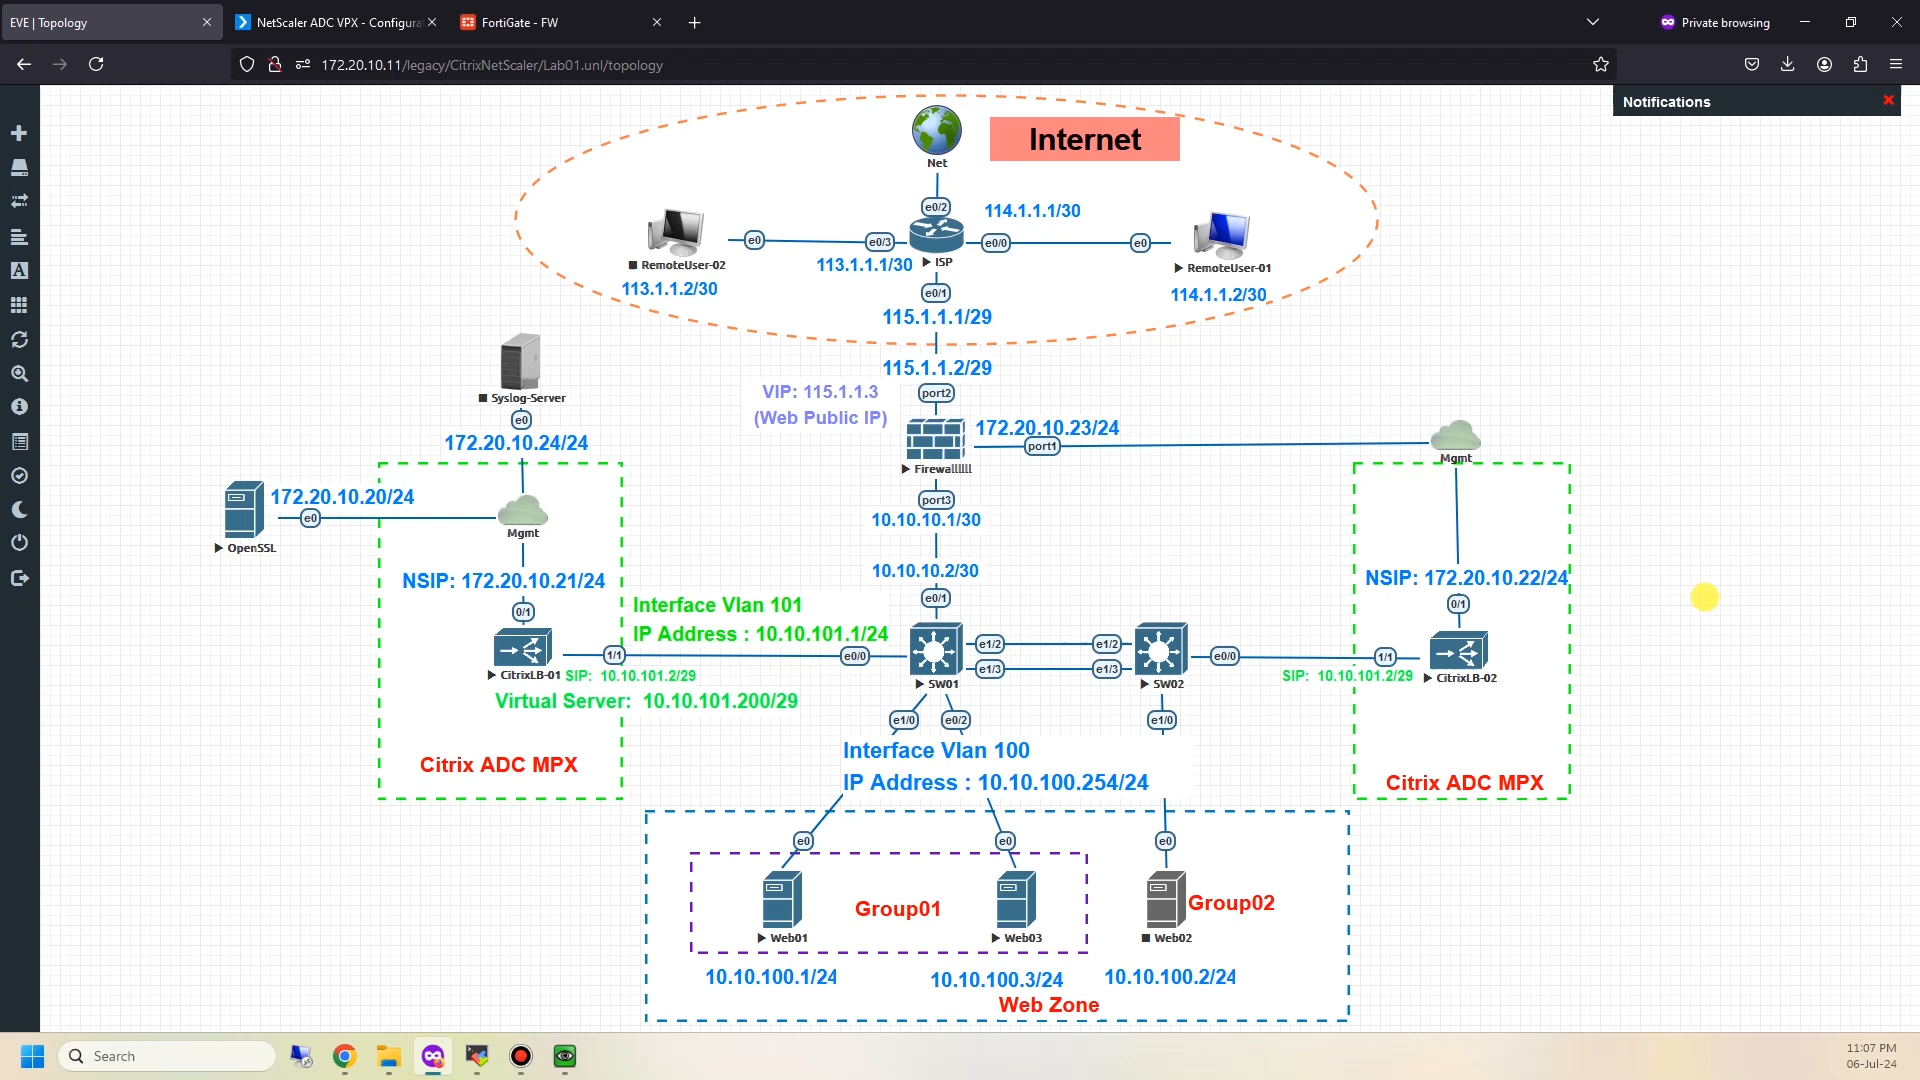 EVE | Topology
NetScaler ADC VPX - Configura
FortiGate - FW
Private browsing
172.20.10.11/legacy/CitrixNetScaler/Lab01.unl/topology
Notifications
Internet
Net
e0/2
114.1.1.1/30
e0
e0/3
e0/0
e0
RemoteUser-02
113.1.1.1/30
ISP
RemoteUser-01
113.1.1.2/30
e0/1
114.1.1.2/30
115.1.1.1/29
115.1.1.2/29
VIP: 115.1.1.3
(Web Public IP)
port2
Syslog-Server
e0
172.20.10.24/24
172.20.10.23/24
port1
Mgmt
Firewallllll
172.20.10.20/24
port3
e0
10.10.10.1/30
Mgmt
OpenSSL
NSIP: 172.20.10.21/24
10.10.10.2/30
NSIP: 172.20.10.22/24
0/1
Interface Vlan 101
e0/1
0/1
IP Address : 10.10.101.1/24
e1/2
e1/2
1/1
e0/0
e1/3
e1/3
e0/0
1/1
CitrixLB-01
SIP: 10.10.101.2/29
SW01
SW02
SIP: 10.10.101.2/29
CitrixLB-02
Virtual Server: 10.10.101.200/29
e1/0
e0/2
e1/0
Interface Vlan 100
IP Address : 10.10.100.254/24
Citrix ADC MPX
Citrix ADC MPX
e0
e0
e0
Group01
Group02
Web01
Web03
Web02
10.10.100.1/24
10.10.100.3/24
10.10.100.2/24
Web Zone
Search
11:07 PM
06-Jul-24